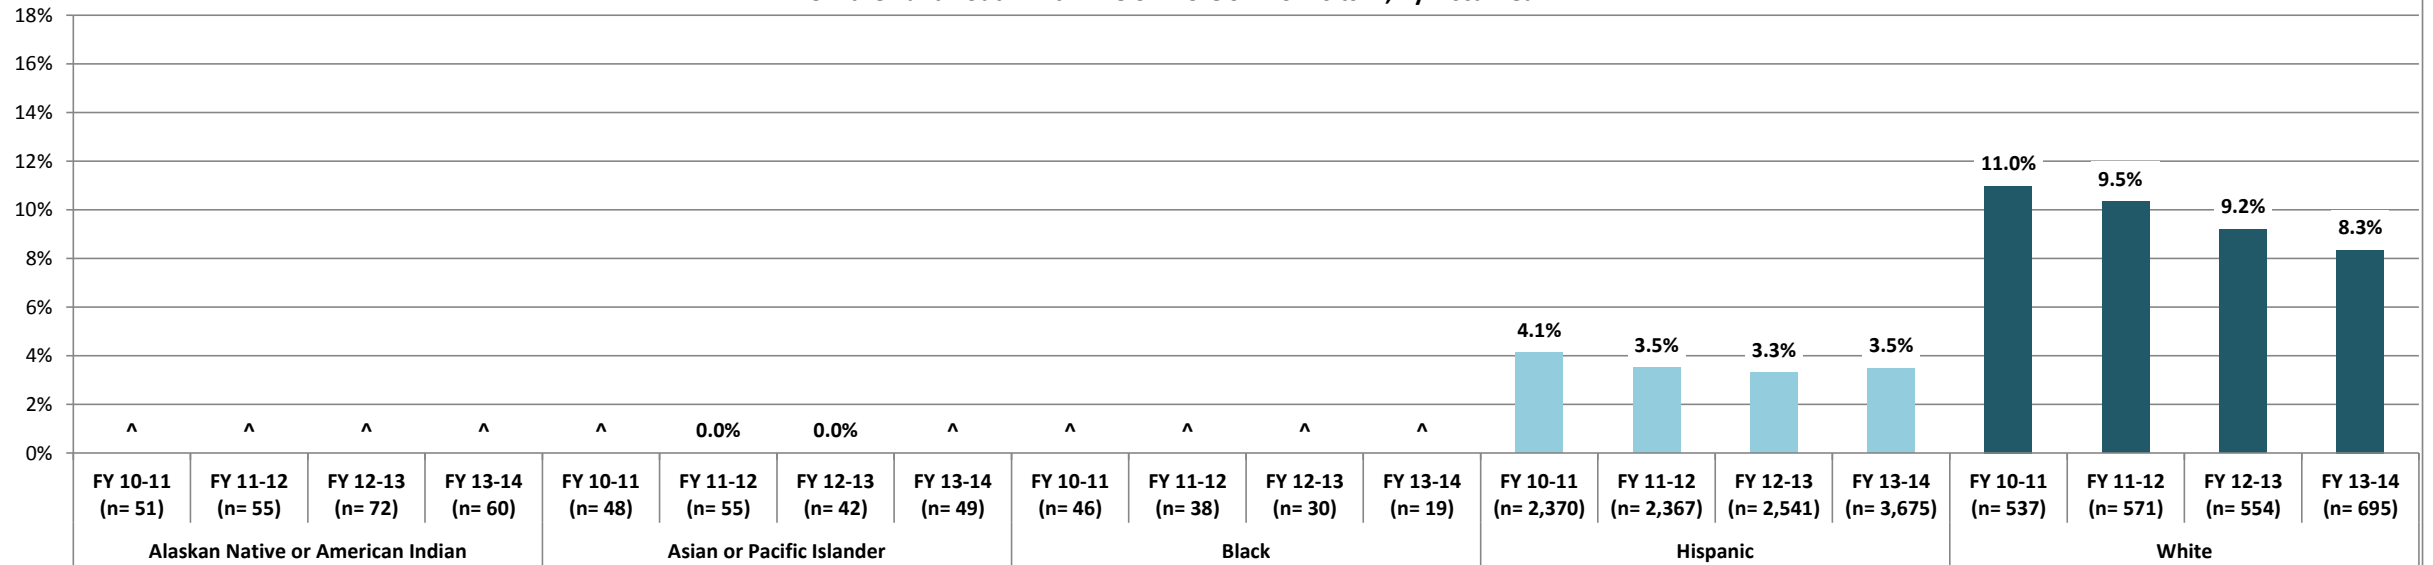 18%
16%
14%
12%
10%
8%
6%
4%
2%
0%
^ ^ ^ ^ ^ 0.0% 0.0% ^ ^ ^ ^ ^ 4.1% 3.5% 3.3% 3.5% 11.0% 9.5% 9.2% 8.3%
FY 10-11 FY 11-12 FY 12-13 FY 13-14 FY 10-11 FY 11-12 FY 12-13 FY 13-14 FY 10-11 FY 11-12 FY 12-13 FY 13-14 FY 10-11 FY 11-12 FY 12-13 FY 13-14 FY 10-11 FY 11-12 FY 12-13 FY 13-14
(n= 51) (n= 55) (n= 72) (n= 60) (n= 48) (n= 55) (n= 42) (n= 49) (n= 46) (n= 38) (n= 30) (n= 19) (n= 2,370) (n= 2,367) (n= 2,541) (n= 3,675) (n= 537) (n= 571) (n= 554) (n= 695)
Alaskan Native or American Indian Asian or Pacific Islander Black Hispanic White